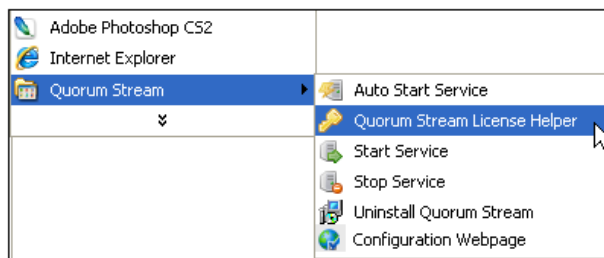 Adobe Photoshop CS2
Internet Explorer
Quorum Stream
Auto Start Service
Quorum Stream License Helper
Start Service
Stop Service
Uninstall Quorum Stream
Configuration Webpage